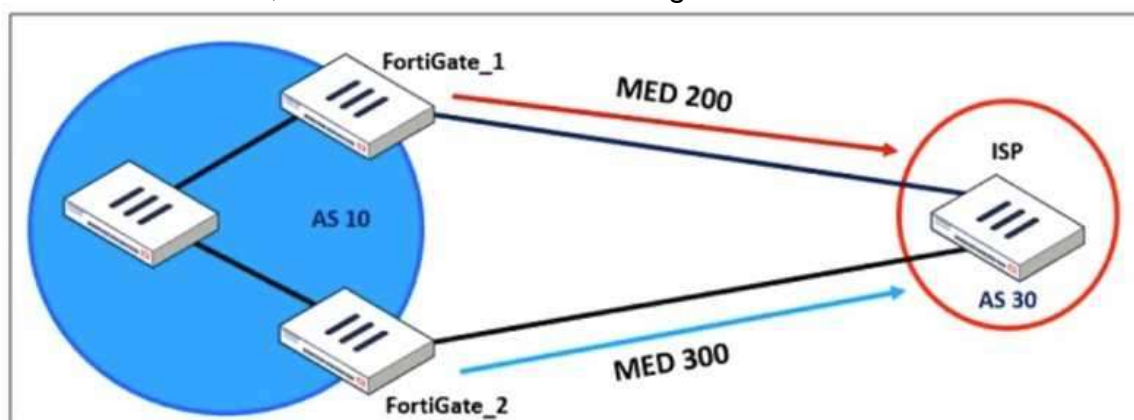 FortiGate_1
MED 200
ISP
AS 10
AS 30
MED 300
FortiGate_2